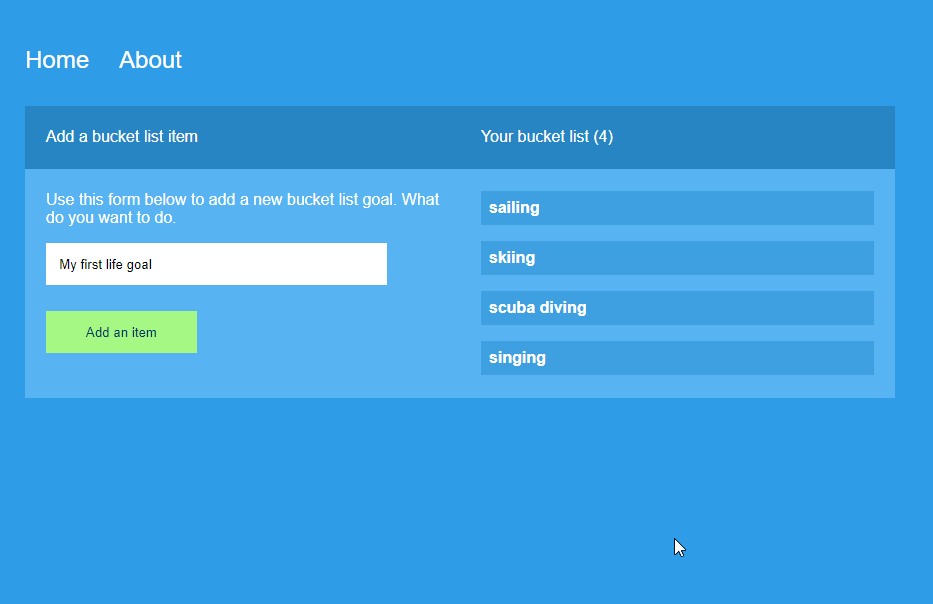 Home About
Add a bucket list item
Your bucket list (4)
Use this form below to add a new bucket list goal. What
do you want to do.
My first life goal
Add an item
sailing
skiing
scuba diving
singing